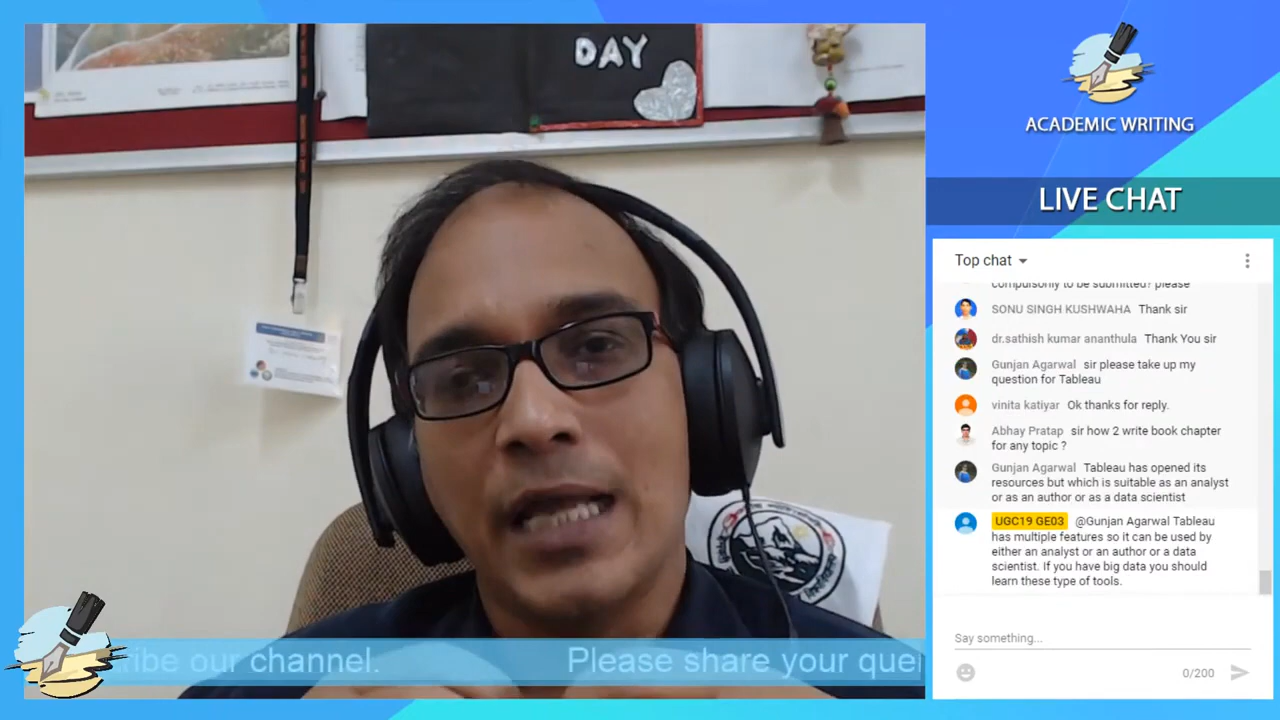 DAY
ribe our channel.
Please share your que
ACADEMIC WRITING
LIVE CHAT
Top chat
compulsorily to be submitted? please
SONU SINGH KUSHWAHA Thank sir
dr.sathish kumar ananthula Thank You sir
Gunjan Agarwal sir please take up my
question for Tableau
vinita katiyar Ok thanks for reply.
Abhay Pratap sir how 2 write book chapter
for any topic ?
Gunjan Agarwal Tableau has opened its
resources but which is suitable as an analyst
or as an author or as a data scientist
UGC19 GE03 @Gunjan Agarwal Tableau
has multiple features so it can be used by
either an analyst or an author or a data
scientist. If you have big data you should
learn these type of tools.
Say something...
0/200